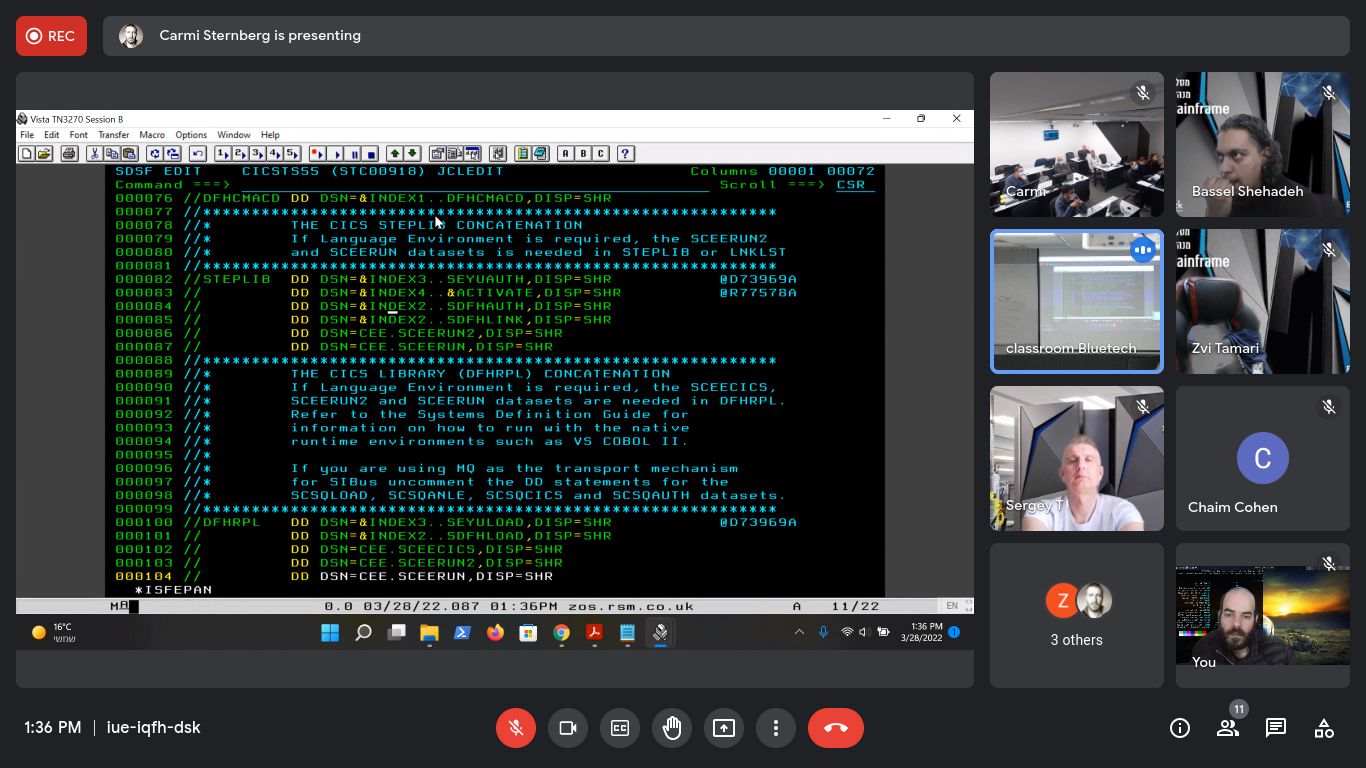 REC
Carmi Sternberg is presenting
Vista TN3270 Session B
File Edit Font Transfer Macro Options Window Help
1 2 3 4 5 A B C ?
SDSF EDIT CICSTS55 (STC00918) JCLEDIT Columns 00001 00072
Command ===> Scroll ===> CSR
000076 //DFHCMACD DD DSN=&INDEX1..DFHCMACD,DISP=SHR
000077 //************************************************************
000078 //* THE CICS STEPLIB CONCATENATION
000079 //* If Language Environment is required, the SCEERUN2
000080 //* and SCEERUN datasets is needed in STEPLIB or LNKLST
000081 //************************************************************
000082 //STEPLIB DD DSN=&INDEX3..SEYUAUTH,DISP=SHR @D73969A
000083 // DD DSN=&INDEX4..&ACTIVATE,DISP=SHR @R77578A
000084 // DD DSN=&INDEX2..SDFHAUTH,DISP=SHR
000085 // DD DSN=&INDEX2..SDFHLINK,DISP=SHR
000086 // DD DSN=CEE.SCEERUN2,DISP=SHR
000087 // DD DSN=CEE.SCEERUN,DISP=SHR
000088 //************************************************************
000089 //* THE CICS LIBRARY (DFHRPL) CONCATENATION
000090 //* If Language Environment is required, the SCEECICS,
000091 //* SCEERUN2 and SCEERUN datasets are needed in DFHRPL.
000092 //* Refer to the Systems Definition Guide for
000093 //* information on how to run with the native
000094 //* runtime environments such as VS COBOL II.
000095 //*
000096 //* If you are using MQ as the transport mechanism
000097 //* for SIBus uncomment the DD statements for the
000098 //* SCSQLOAD, SCSQANLE, SCSQCICS and SCSQAUTH datasets.
000099 //************************************************************
000100 //DFHRPL DD DSN=&INDEX3..SEYULOAD,DISP=SHR @D73969A
000101 // DD DSN=&INDEX2..SDFHLOAD,DISP=SHR
000102 // DD DSN=CEE.SCEECICS,DISP=SHR
000103 // DD DSN=CEE.SCEERUN2,DISP=SHR
000104 // DD DSN=CEE.SCEERUN,DISP=SHR
*ISFEPAN
0.0 03/28/22.087 01:36PM zos.rsm.co.uk A 11/22 EN
16°C
שמשי
1:36 PM
3/28/2022
1
Carmi
ainframe
Bassel Shehadeh
classroom Bluetech
ainframe
Zvi Tamari
Sergey T
C
Chaim Cohen
Z
3 others
You
1:36 PM | iue-iqfh-dsk
CC
11